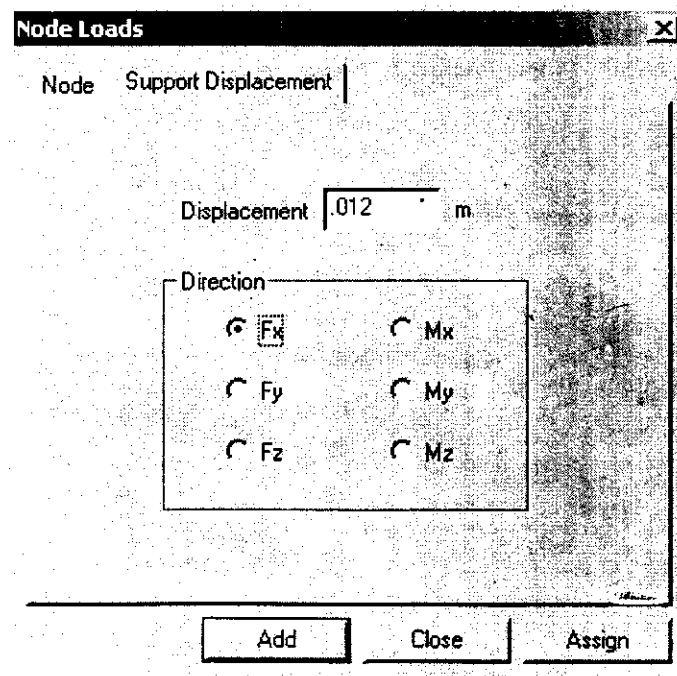 Node Loads
Node Support Displacement
Displacement .012 m
Direction
Fx Mx
Fy My
Fz Mz
Add Close Assign